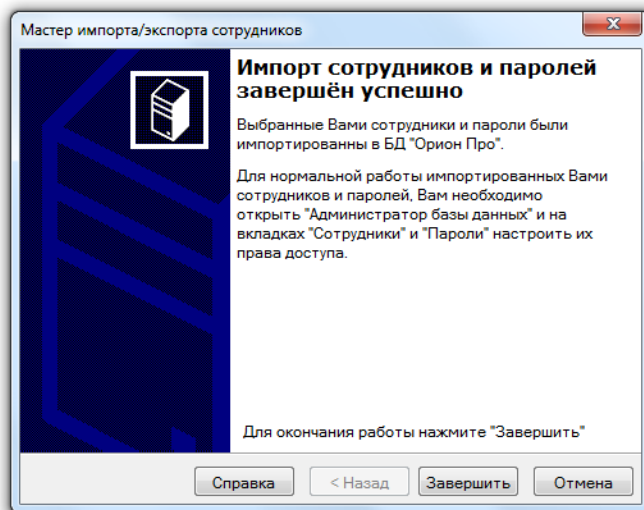 Мастер импорта/экспорта сотрудников
Импорт сотрудников и паролей
завершён успешно
Выбранные Вами сотрудники и пароли были
импортированны в БД "Орион Про".
Для нормальной работы импортированных Вами
сотрудников и паролей, Вам необходимо
открыть "Администратор базы данных" и на
вкладках "Сотрудники" и "Пароли" настроить их
права доступа.
Для окончания работы нажмите "Завершить"
Справка
< Назад
Завершить
Отмена